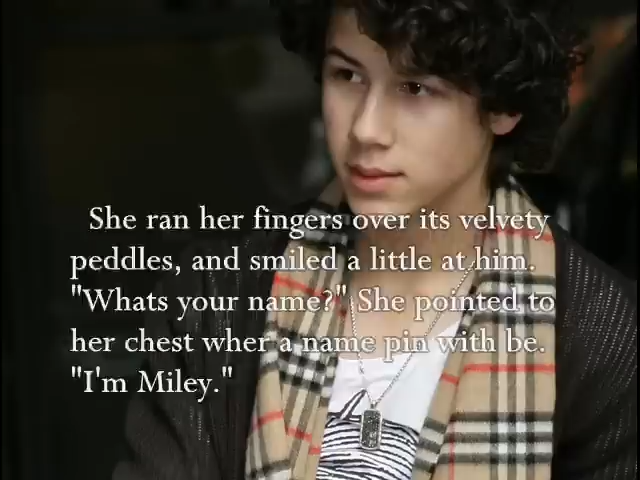 She ran her fingers over its velvety
peddles, and smiled a little at him.
"Whats your name?" She pointed to
her chest wher a name pin with be.
"I'm Miley."